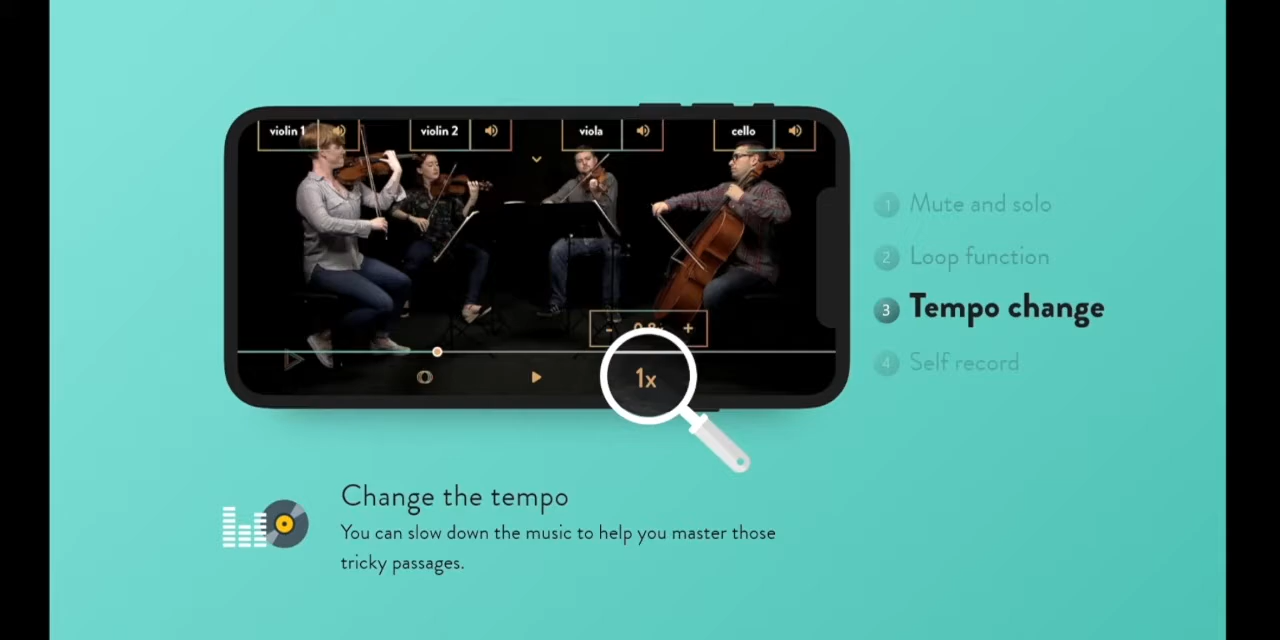 violin 1
violin 2
viola
cello
1 Mute and solo
2 Loop function
3 Tempo change
4 Self record
- +
1x
Change the tempo
You can slow down the music to help you master those
tricky passages.